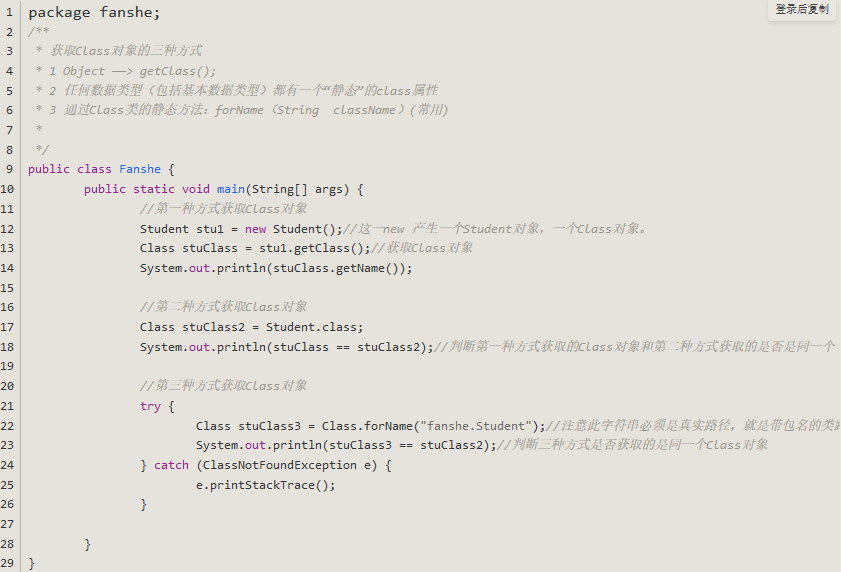 登录后复制
1 package fanshe;
2 /**
3  * 获取Class对象的三种方式
4  * 1 Object ——> getClass();
5  * 2 任何数据类型（包括基本数据类型）都有一个“静态”的class属性
6  * 3 通过Class类的静态方法：forName（String  className）(常用)
7  *
8  */
9 public class Fanshe {
10         public static void main(String[] args) {
11                 //第一种方式获取Class对象
12                 Student stu1 = new Student();//这一new 产生一个Student对象，一个Class对象。
13                 Class stuClass = stu1.getClass();//获取Class对象
14                 System.out.println(stuClass.getName());
15
16                 //第二种方式获取Class对象
17                 Class stuClass2 = Student.class;
18                 System.out.println(stuClass == stuClass2);//判断第一种方式获取的Class对象和第二种方式获取的是否是同一个
19
20                 //第三种方式获取Class对象
21                 try {
22                         Class stuClass3 = Class.forName("fanshe.Student");//注意此字符串必须是真实路径，就是带包名的类
23                         System.out.println(stuClass3 == stuClass2);//判断三种方式是否获取的是同一个Class对象
24                 } catch (ClassNotFoundException e) {
25                         e.printStackTrace();
26                 }
27
28         }
29 }